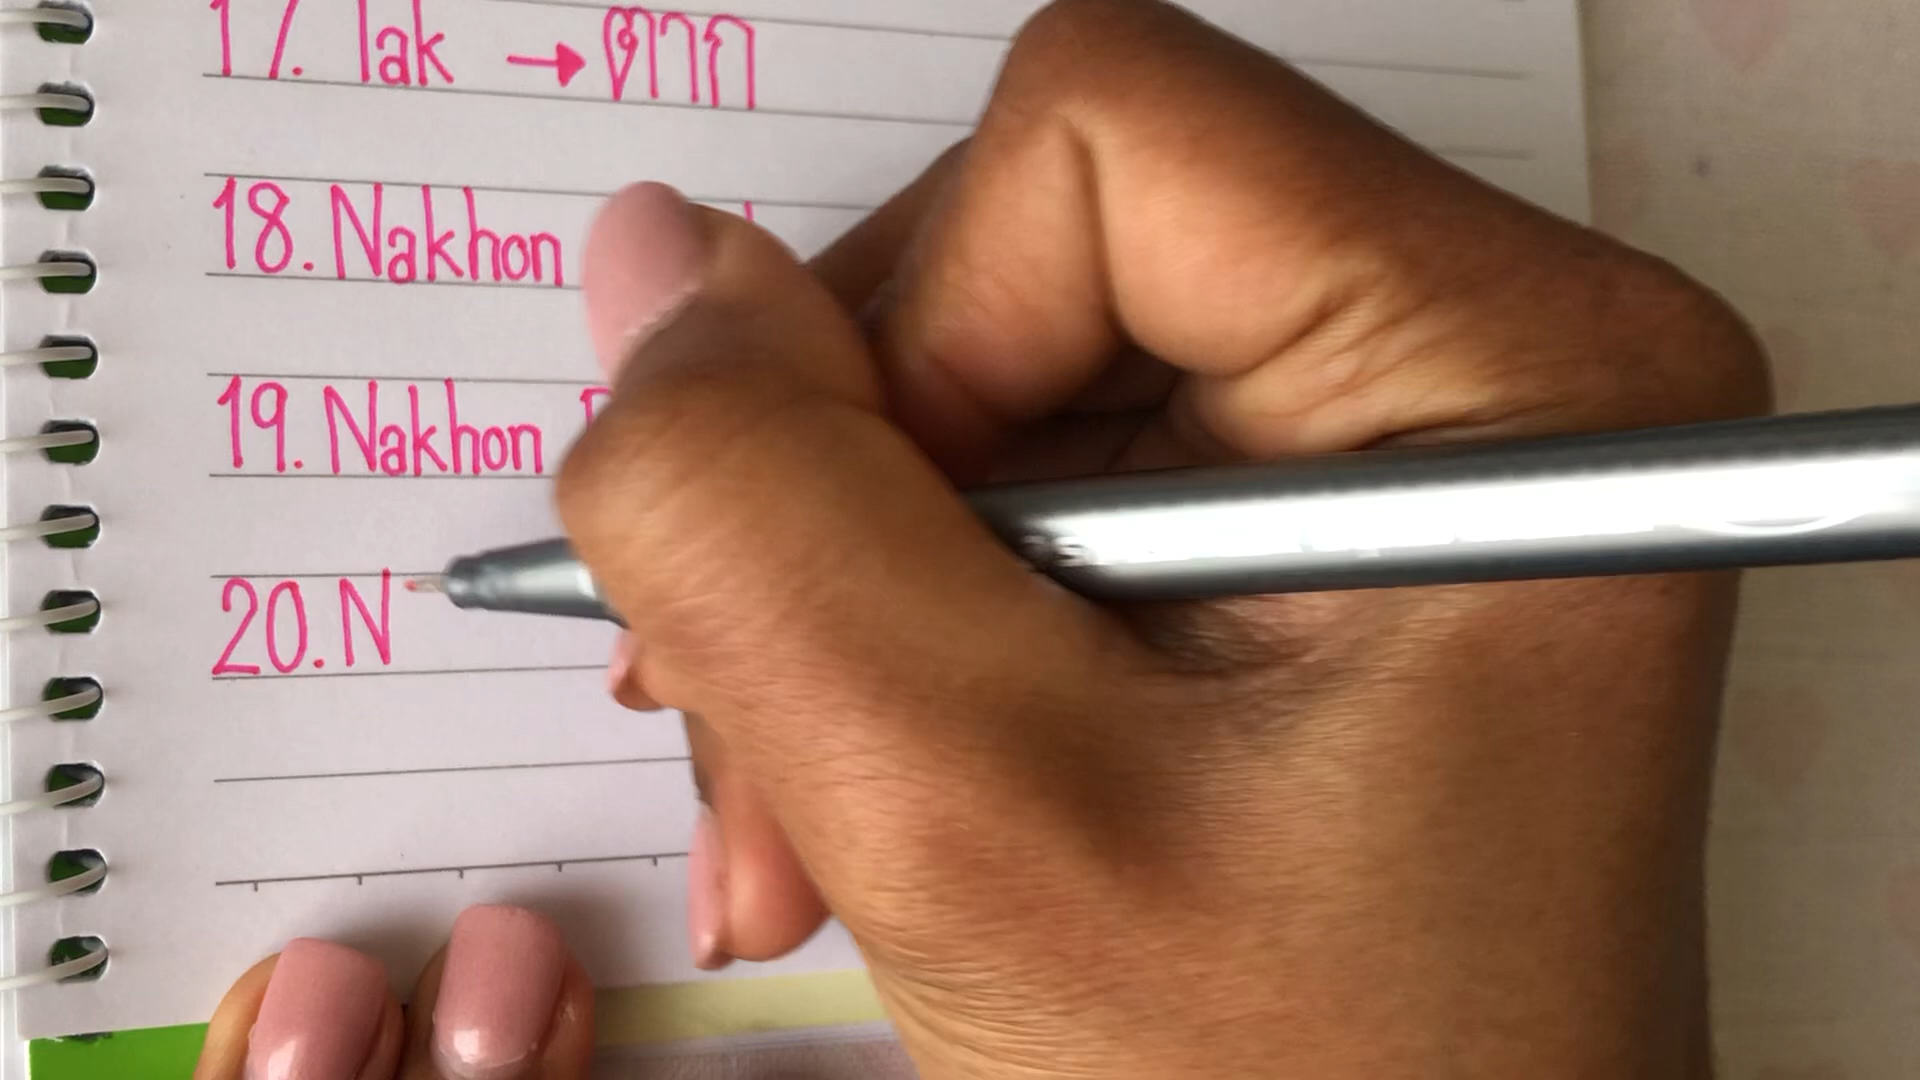 17. Tak → ตาก
18. Nakhon
19. Nakhon
20. N